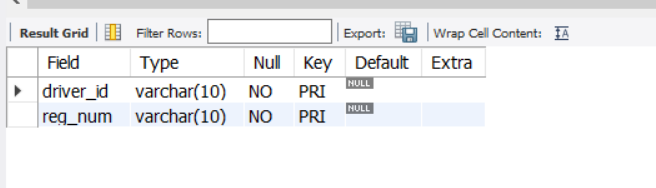 Result Grid Filter Rows: Export: Wrap Cell Content: IA
Field Type Null Key Default Extra
driver_id varchar(10) NO PRI NULL
reg_num varchar(10) NO PRI NULL